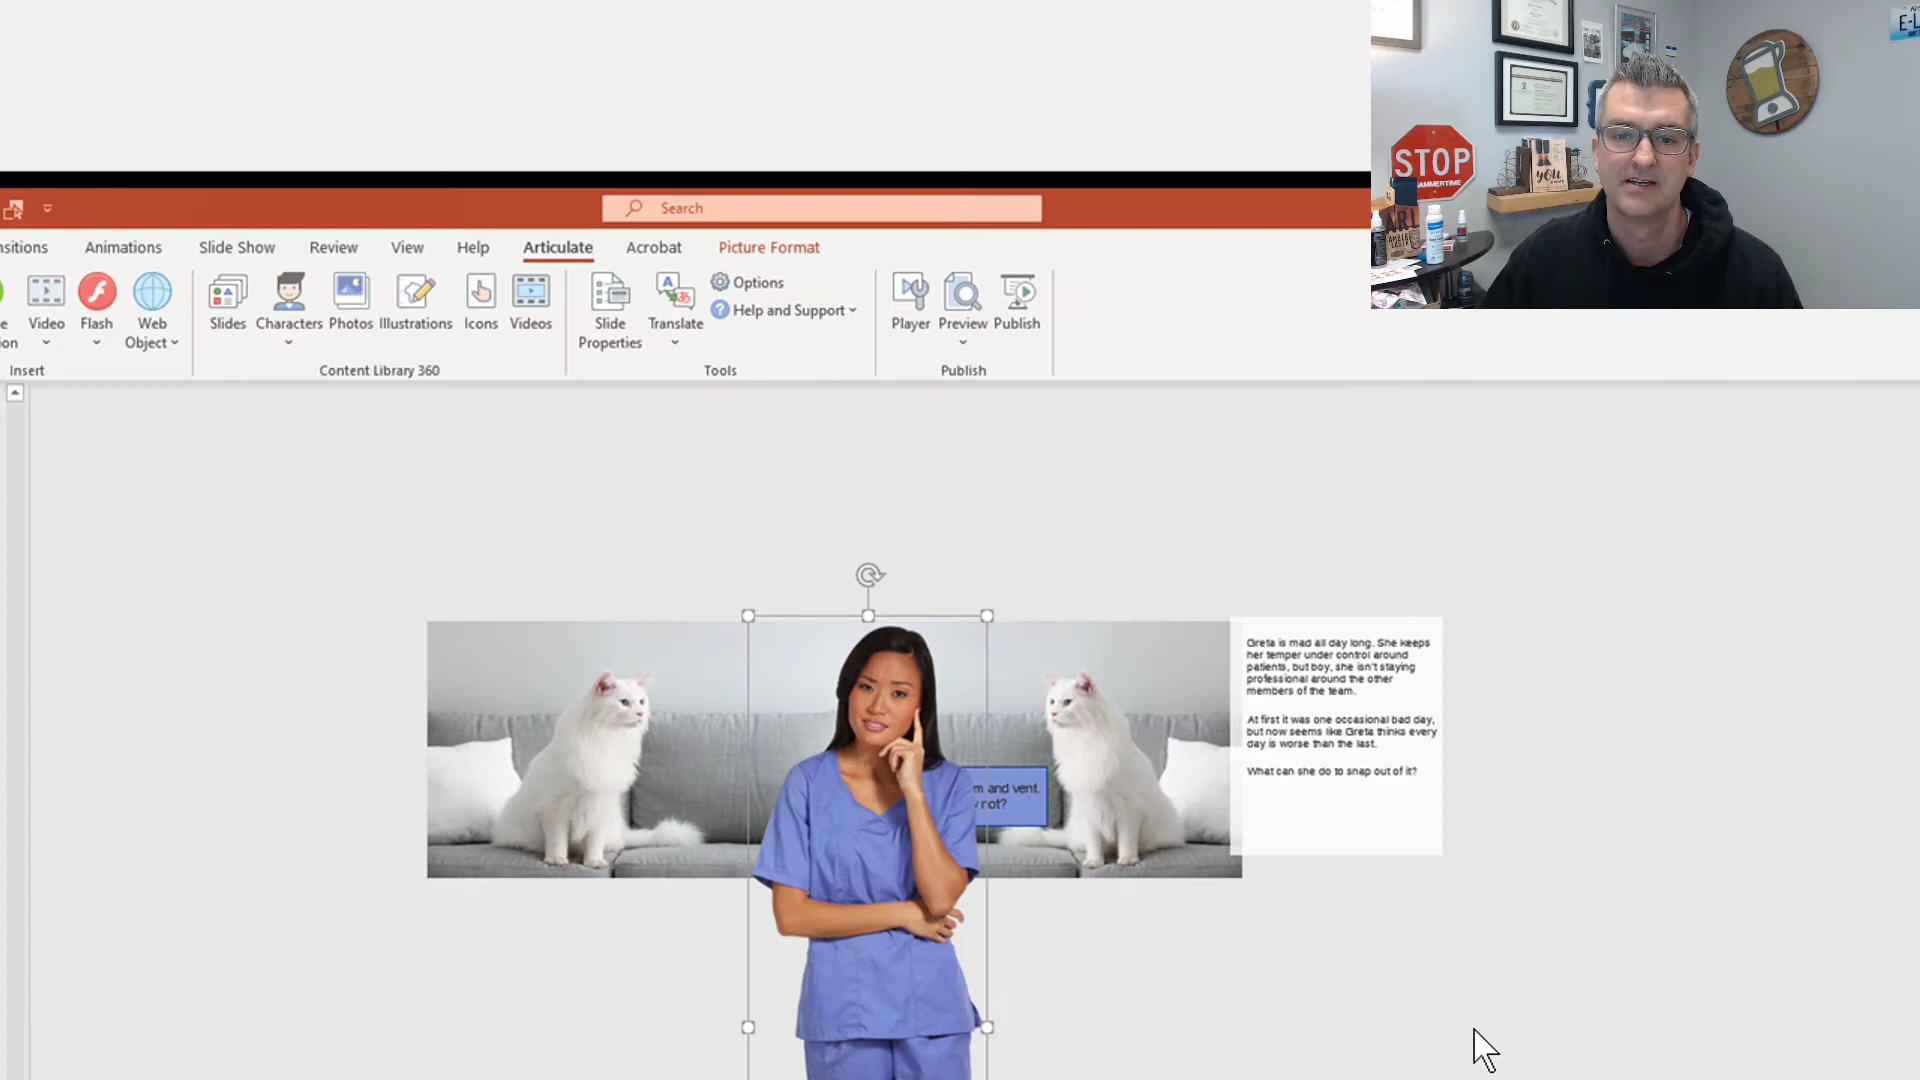 Search
nsitions
Animations
Slide Show
Review
View
Help
Articulate
Acrobat
Picture Format
Video
Flash
Web
Object
Slides
Characters
Photos
Illustrations
Icons
Videos
Slide
Properties
Translate
Options
Help and Support
Player
Preview
Publish
Insert
Content Library 360
Tools
Publish
STOP
HAMMERTIME
you
E-L
Greta is mad all day long. She keeps
her temper under control around
patients, but boy, she isn't staying
professional around the other
members of the team.
At first it was one occasional bad day,
but now seems like Greta thinks every
day is worse than the last.
What can she do to snap out of it?
m and vent.
not?